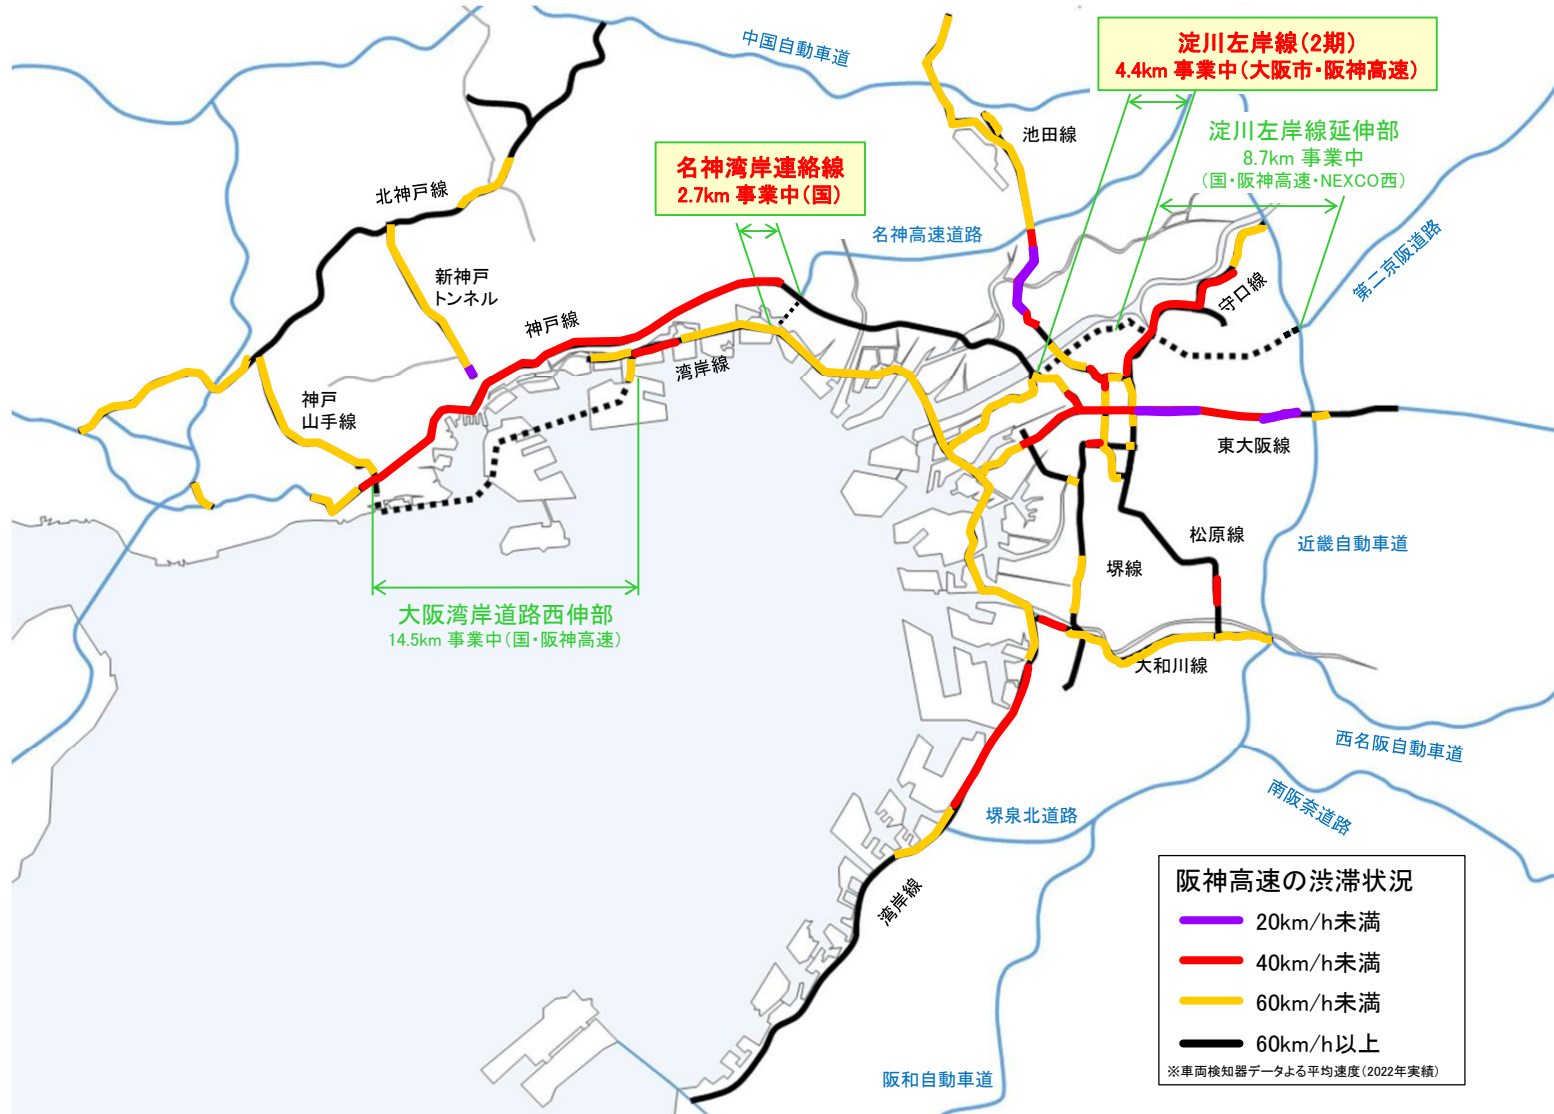 中国自動車道
淀川左岸線(2期)
4.4km 事業中(大阪市・阪神高速)
池田線
淀川左岸線延伸部
8.7km 事業中
(国・阪神高速・NEXCO西)
名神湾岸連絡線
2.7km 事業中(国)
北神戸線
名神高速道路
第二京阪道路
新神戸
トンネル
守口線
神戸線
湾岸線
神戸
山手線
東大阪線
松原線
近畿自動車道
堺線
大阪湾岸道路西伸部
14.5km 事業中(国・阪神高速)
大和川線
西名阪自動車道
南阪奈道路
堺泉北道路
湾岸線
阪和自動車道
阪神高速の渋滞状況
20km/h未満
40km/h未満
60km/h未満
60km/h以上
※車両検知器データよる平均速度(2022年実績)